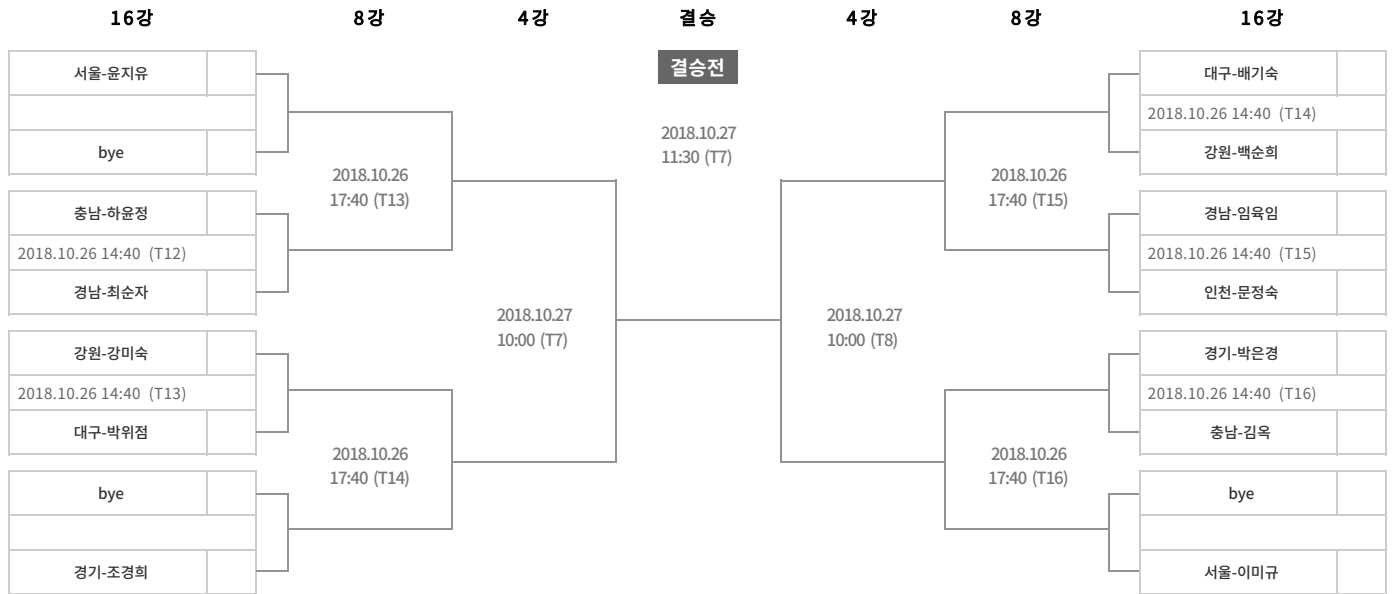 16강 8강 4강 결승 4강 8강 16강
결승전
서울-윤지유
bye
충남-하윤정
2018.10.26 14:40 (T12)
경남-최순자
강원-강미숙
2018.10.26 14:40 (T13)
대구-박위점
bye
경기-조경희
2018.10.26
17:40 (T13)
2018.10.26
17:40 (T14)
2018.10.27
10:00 (T7)
2018.10.27
11:30 (T7)
2018.10.27
10:00 (T8)
2018.10.26
17:40 (T15)
2018.10.26
17:40 (T16)
대구-배기숙
2018.10.26 14:40 (T14)
강원-백순희
경남-임육임
2018.10.26 14:40 (T15)
인천-문정숙
경기-박은경
2018.10.26 14:40 (T16)
충남-김옥
bye
서울-이미규